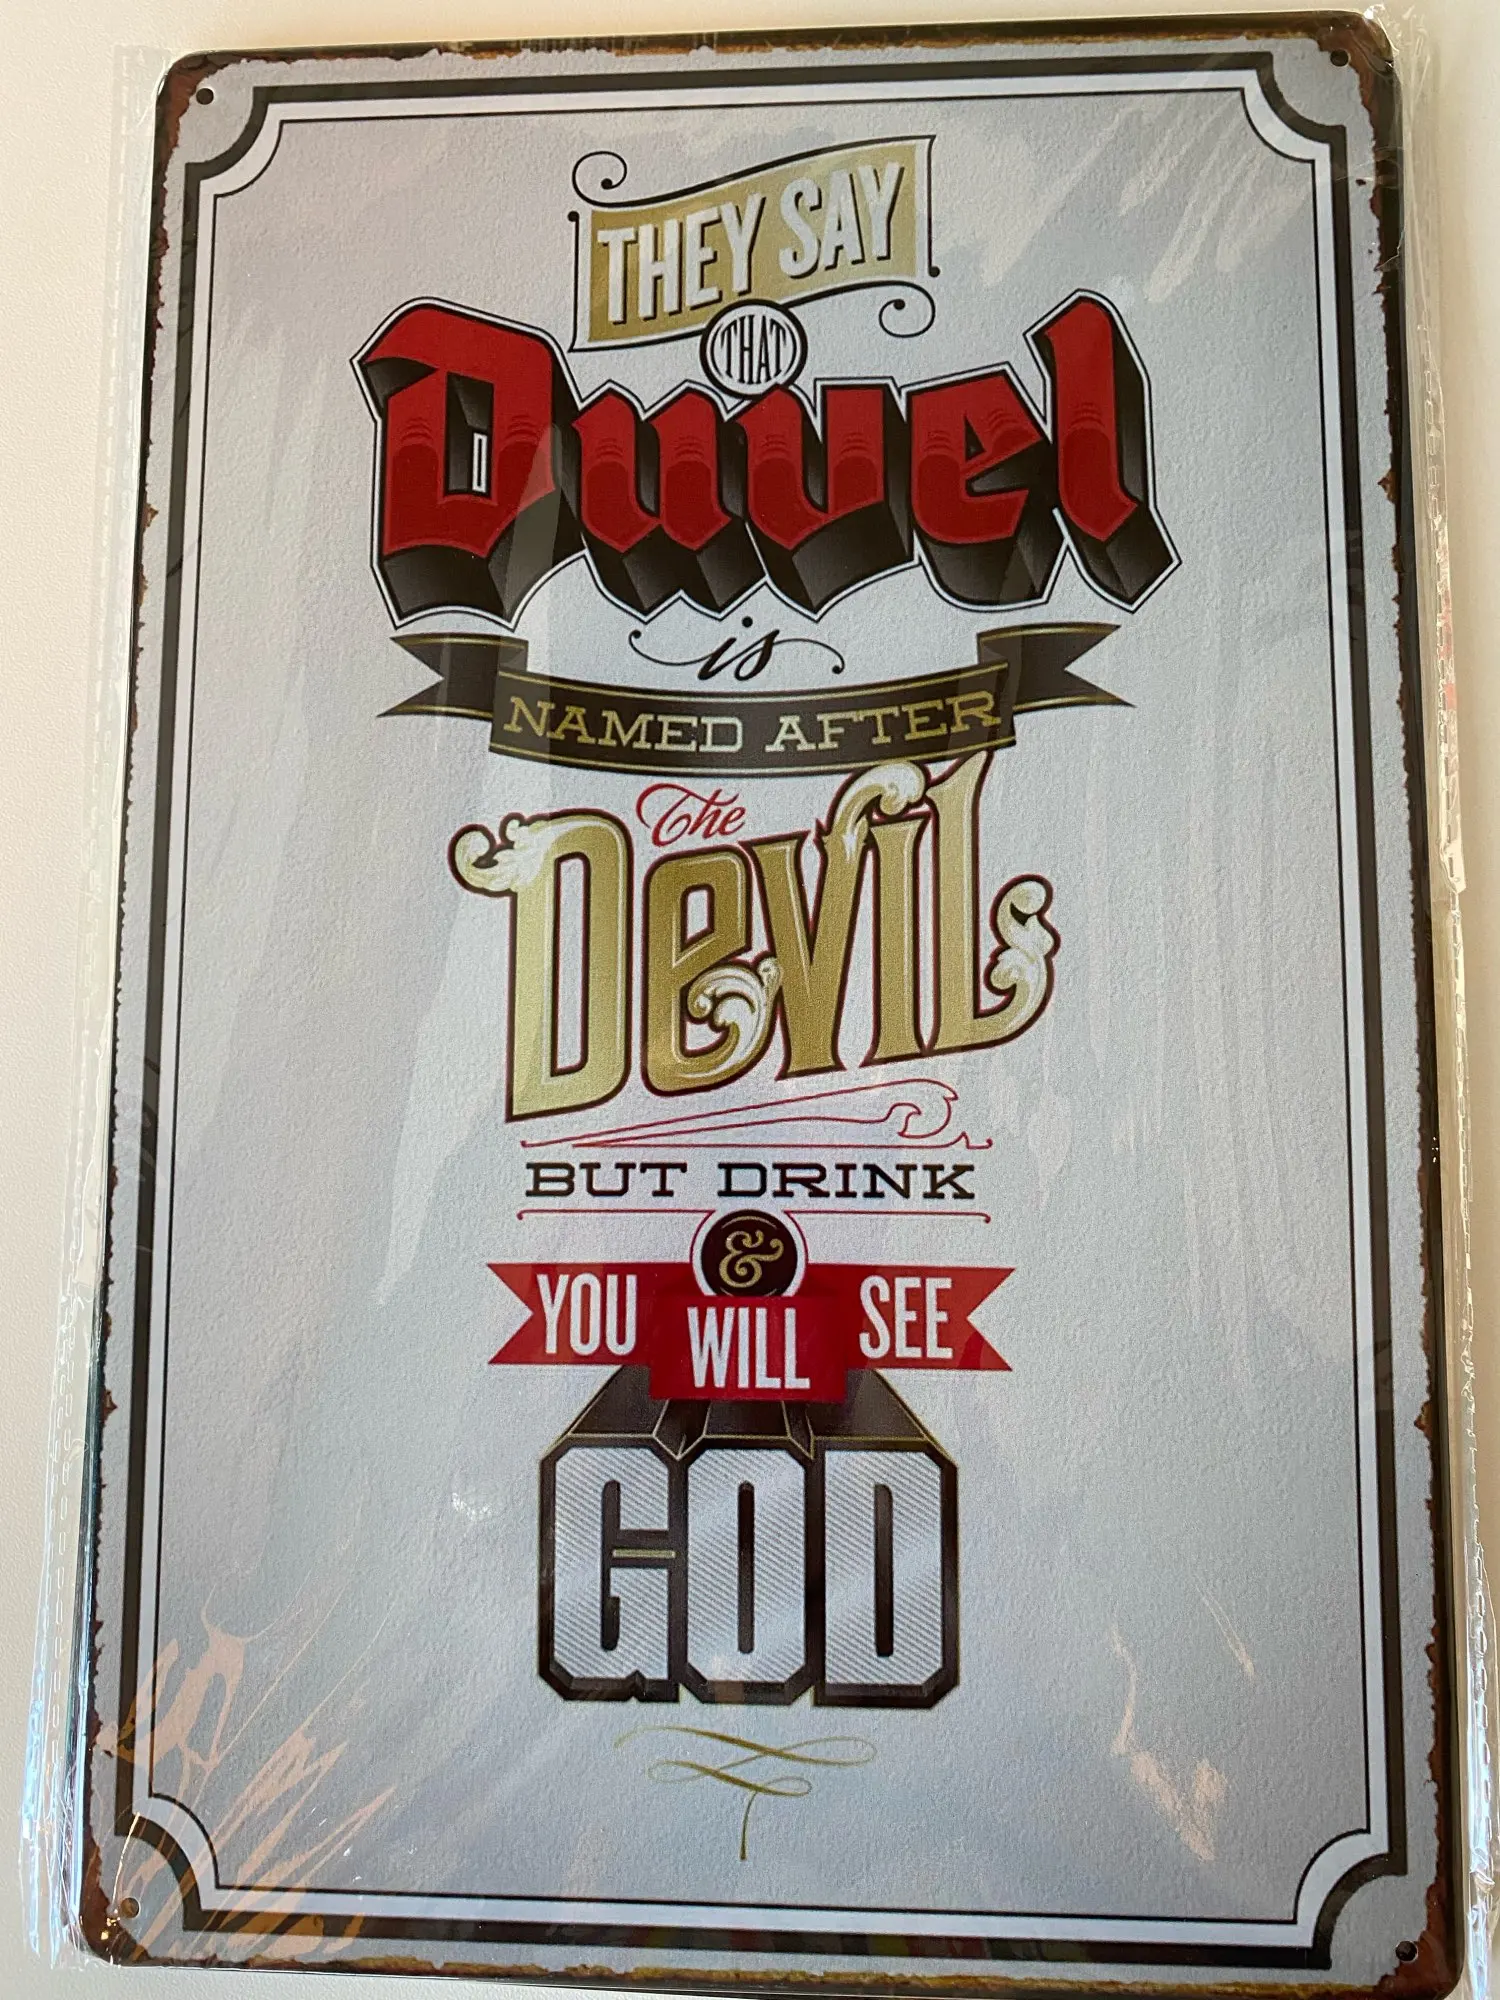 THEY SAY
THAT
Duvel
is
NAMED AFTER
The
DeVIL
BUT DRINK
&
YOU WILL SEE
GOD